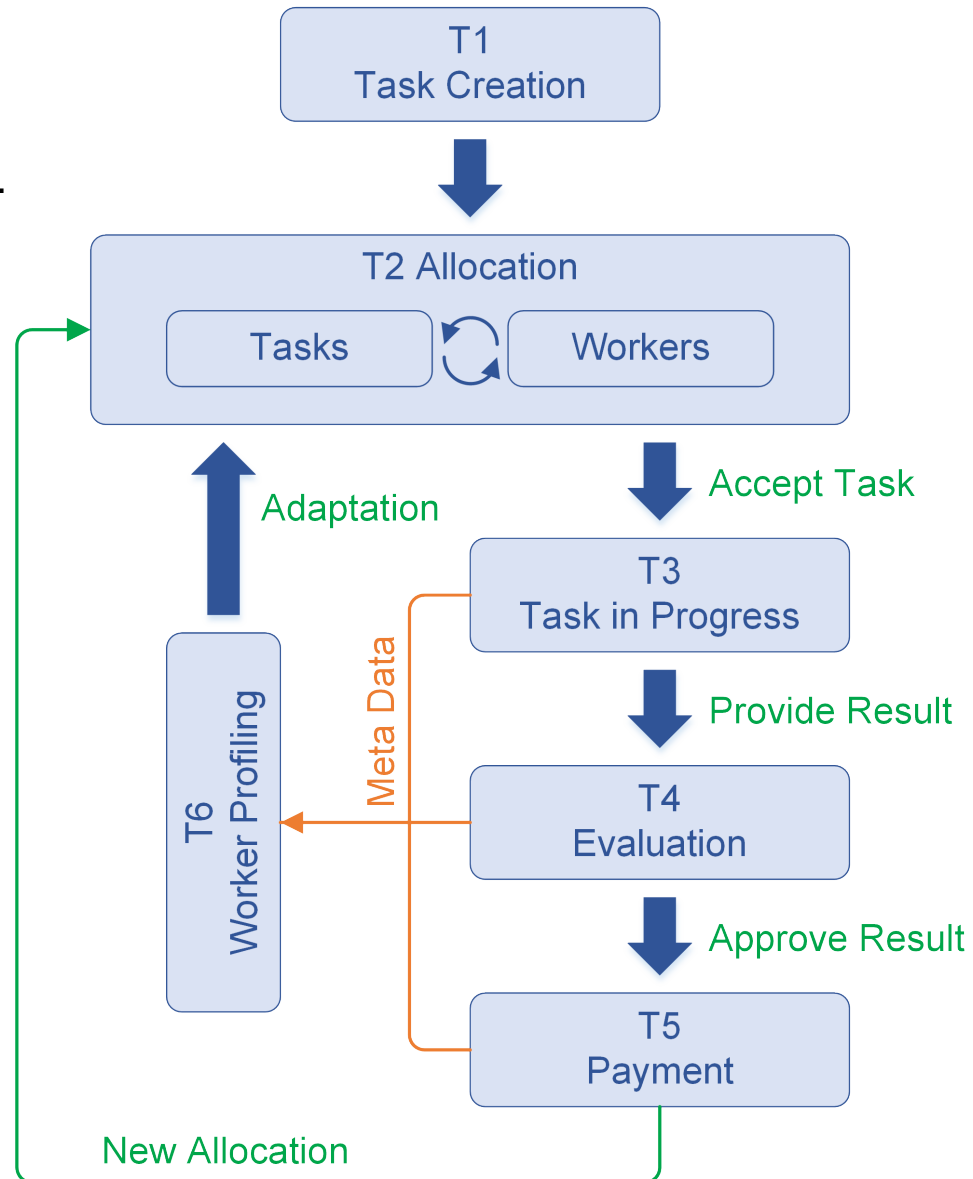 T1
Task Creation
.
T2 Allocation
Tasks
Workers
Accept Task
Adaptation
T3
Task in Progress
Meta Data
Provide Result
T6
Worker Profiling
T4
Evaluation
Approve Result
T5
Payment
New Allocation